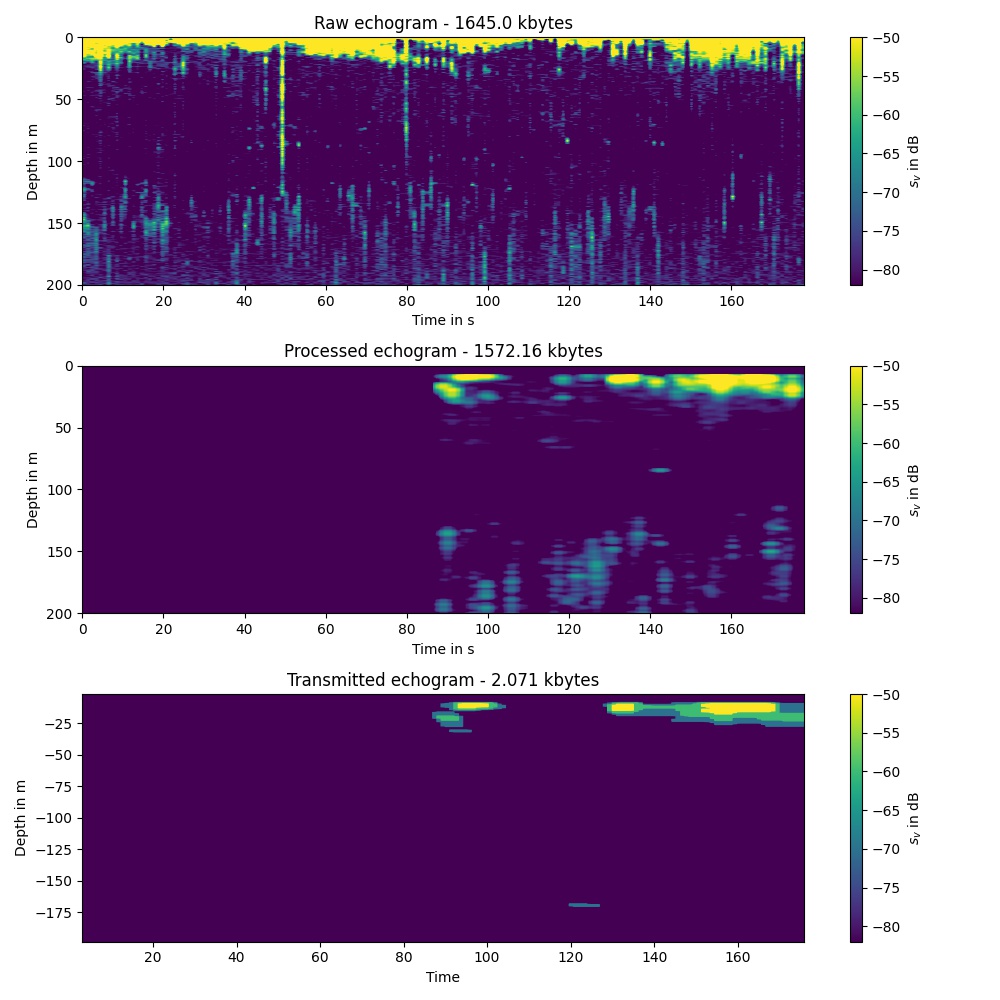 Raw echogram - 1645.0 kbytes
0
50
100
150
200
Depth in m
0 20 40 60 80 100 120 140 160
Time in s
−50
−55
−60
−65
−70
−75
−80
sv in dB
Processed echogram - 1572.16 kbytes
0
50
100
150
200
Depth in m
0 20 40 60 80 100 120 140 160
Time in s
−50
−55
−60
−65
−70
−75
−80
sv in dB
Transmitted echogram - 2.071 kbytes
−25
−50
−75
−100
−125
−150
−175
Depth in m
20 40 60 80 100 120 140 160
Time
−50
−55
−60
−65
−70
−75
−80
sv in dB